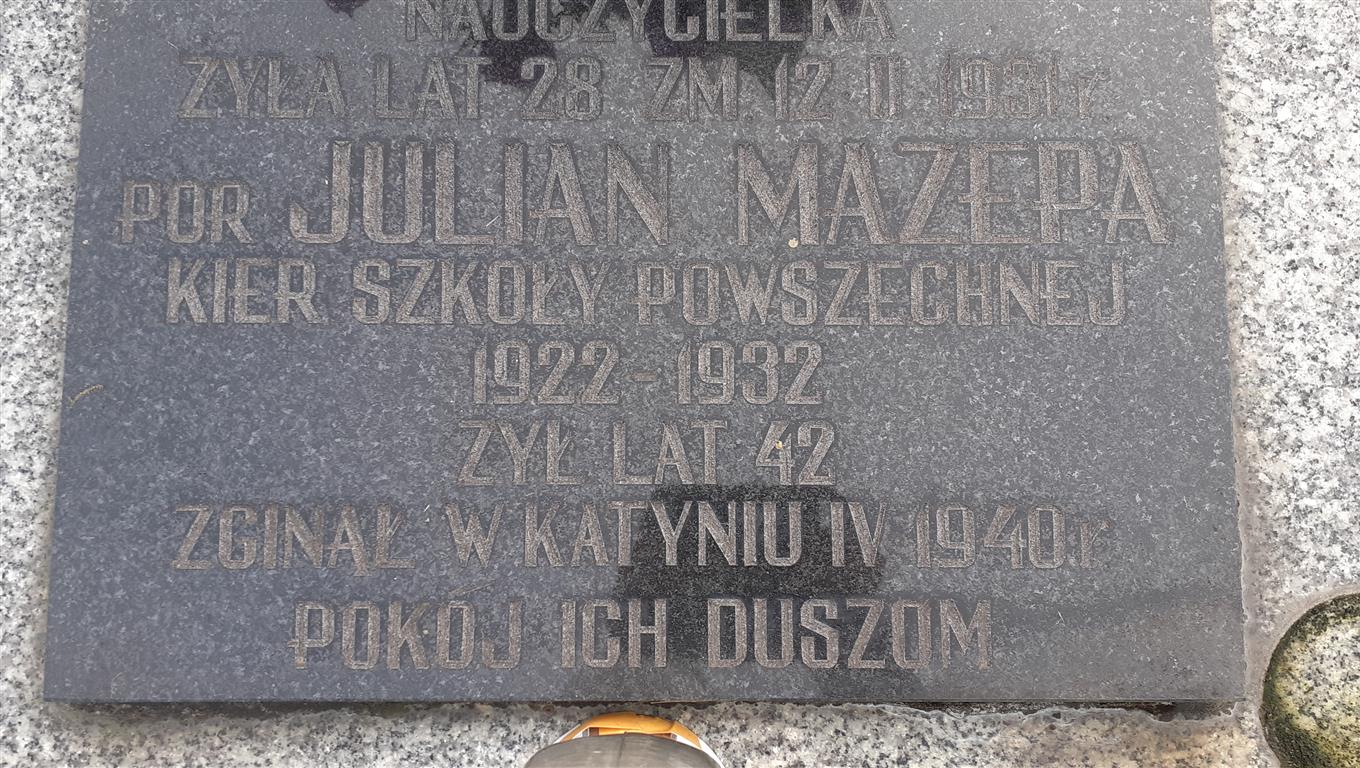 NAUCZYCIELKA
ŻYŁA LAT 28 ZM. 12 II 1931 r.
POR JULIAN MAZEPA
KIER SZKOŁY POWSZECHNEJ
1922 - 1932
ŻYŁ LAT 42
ZGINĄŁ W KATYNIU IV 1940 r
POKÓJ ICH DUSZOM